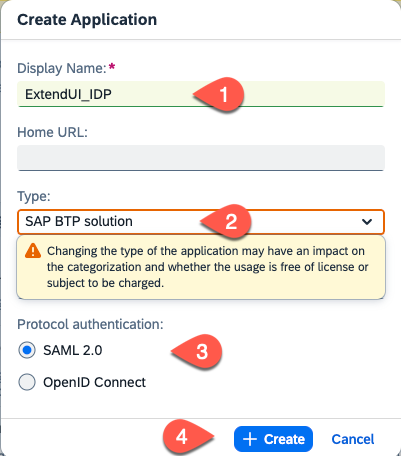 Create Application
Display Name:*
ExtendUI_IDP
1
Home URL:
Type:
SAP BTP solution
2
Changing the type of the application may have an impact on
the categorization and whether the usage is free of license or
subject to be charged.
Protocol authentication:
SAML 2.0
3
OpenID Connect
4
+ Create
Cancel